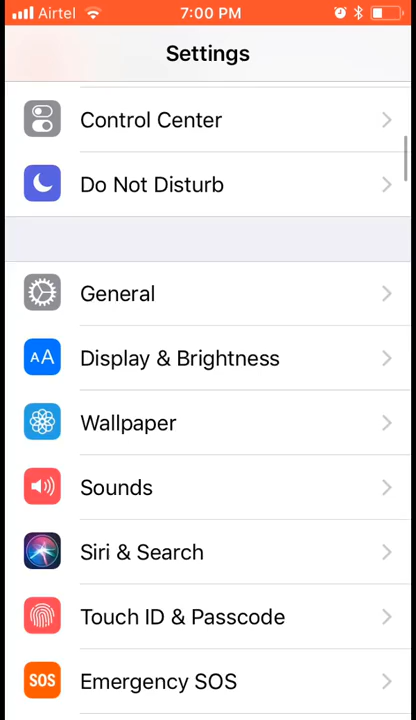 Airtel 7:00 PM
Settings
Control Center
Do Not Disturb
General
AA Display & Brightness
Wallpaper
Sounds
Siri & Search
Touch ID & Passcode
SOS Emergency SOS